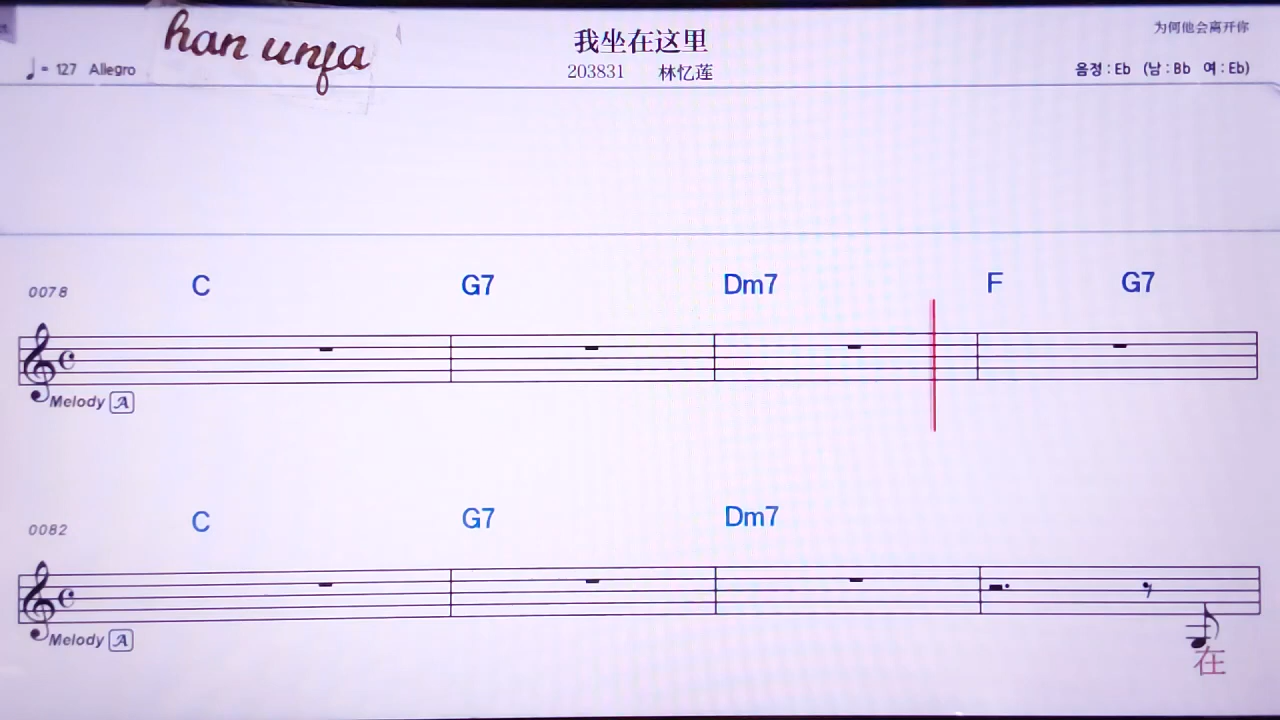 han unfa
我坐在这里
为何他会离开你
= 127 Allegro
203831 林忆莲
음정 : Eb (남 : Bb 여 : Eb)
C G7 Dm7 F G7
0078
Melody A
C G7 Dm7
0082
Melody A
在